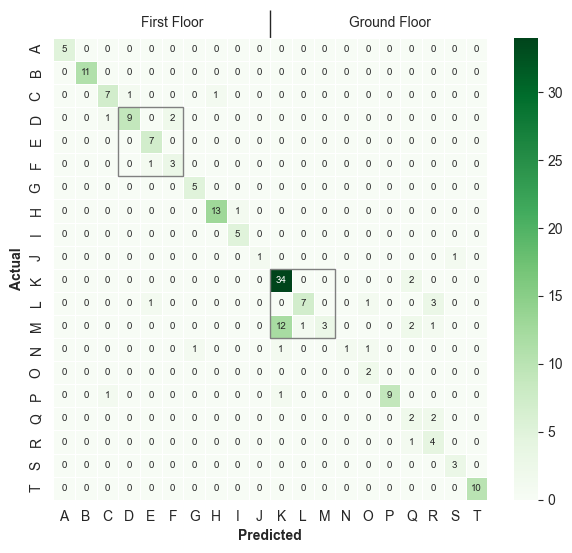 First Floor Ground Floor
A 5 0 0 0 0 0 0 0 0 0 0 0 0 0 0 0 0 0 0 0
B 0 11 0 0 0 0 0 0 0 0 0 0 0 0 0 0 0 0 0 0
C 0 0 7 1 0 0 0 1 0 0 0 0 0 0 0 0 0 0 0 0
D 0 0 1 9 0 2 0 0 0 0 0 0 0 0 0 0 0 0 0 0
E 0 0 0 0 7 0 0 0 0 0 0 0 0 0 0 0 0 0 0 0
F 0 0 0 0 1 3 0 0 0 0 0 0 0 0 0 0 0 0 0 0
G 0 0 0 0 0 0 5 0 0 0 0 0 0 0 0 0 0 0 0 0
H 0 0 0 0 0 0 0 13 1 0 0 0 0 0 0 0 0 0 0 0
I 0 0 0 0 0 0 0 0 5 0 0 0 0 0 0 0 0 0 0 0
J 0 0 0 0 0 0 0 0 0 1 0 0 0 0 0 0 0 0 1 0
K 0 0 0 0 0 0 0 0 0 0 34 0 0 0 0 0 2 0 0 0
L 0 0 0 0 1 0 0 0 0 0 0 7 0 0 1 0 0 3 0 0
M 0 0 0 0 0 0 0 0 0 0 12 1 3 0 0 0 2 1 0 0
N 0 0 0 0 0 0 1 0 0 0 1 0 0 1 1 0 0 0 0 0
O 0 0 0 0 0 0 0 0 0 0 0 0 0 0 2 0 0 0 0 0
P 0 0 1 0 0 0 0 0 0 0 1 0 0 0 0 9 0 0 0 0
Q 0 0 0 0 0 0 0 0 0 0 0 0 0 0 0 0 2 2 0 0
R 0 0 0 0 0 0 0 0 0 0 0 0 0 0 0 0 1 4 0 0
S 0 0 0 0 0 0 0 0 0 0 0 0 0 0 0 0 0 0 3 0
T 0 0 0 0 0 0 0 0 0 0 0 0 0 0 0 0 0 0 0 10
A B C D E F G H I J K L M N O P Q R S T
Predicted
Actual
30
25
20
15
10
5
0